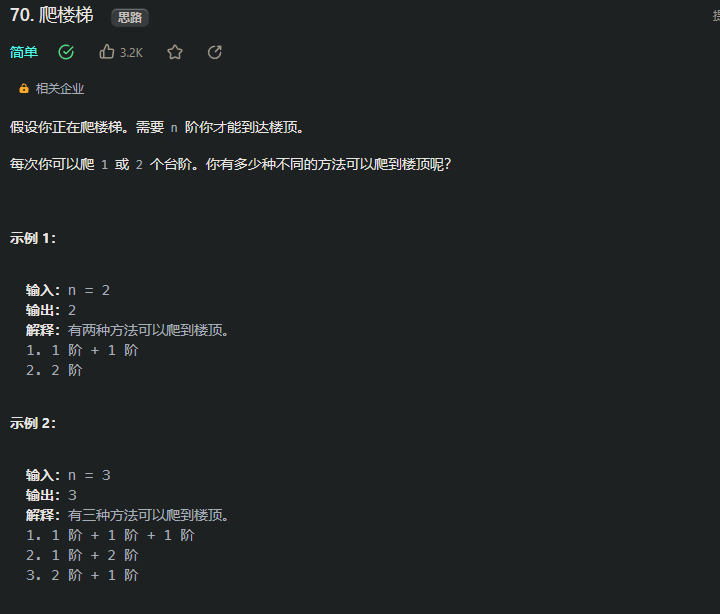 70. 爬楼梯 思路
简单 3.2K
相关企业
假设你正在爬楼梯。需要 n 阶你才能到达楼顶。
每次你可以爬 1 或 2 个台阶。你有多少种不同的方法可以爬到楼顶呢？
示例 1：
输入：n = 2
输出：2
解释：有两种方法可以爬到楼顶。
1. 1 阶 + 1 阶
2. 2 阶
示例 2：
输入：n = 3
输出：3
解释：有三种方法可以爬到楼顶。
1. 1 阶 + 1 阶 + 1 阶
2. 1 阶 + 2 阶
3. 2 阶 + 1 阶